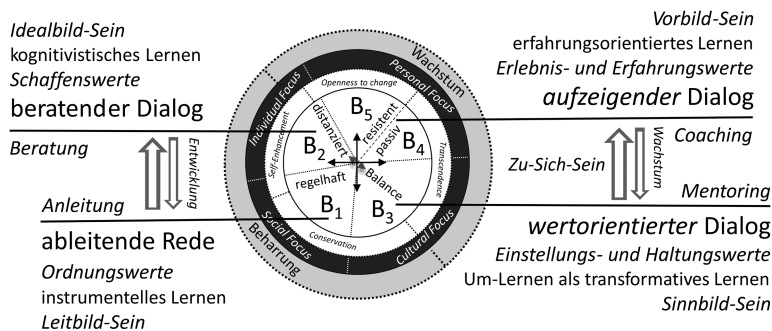 Idealbild-Sein
kognitivistisches Lernen
Schaffenswerte
beratender Dialog
Beratung
Entwicklung
Anleitung
ableitende Rede
Ordnungswerte
instrumentelles Lernen
Leitbild-Sein
Wachstum
Individual Focus
Personal Focus
Openness to change
Self-Enhancement
Transcendence
B5
distanziert
resistent
passiv
B2
B4
regelhaft
Balance
B1
B3
Conservation
Social Focus
Cultural Focus
Beharrung
Vorbild-Sein
erfahrungsorientiertes Lernen
Erlebnis- und Erfahrungswerte
aufzeigender Dialog
Coaching
Zu-Sich-Sein
Wachstum
Mentoring
wertorientierter Dialog
Einstellungs- und Haltungswerte
Um-Lernen als transformatives Lernen
Sinnbild-Sein